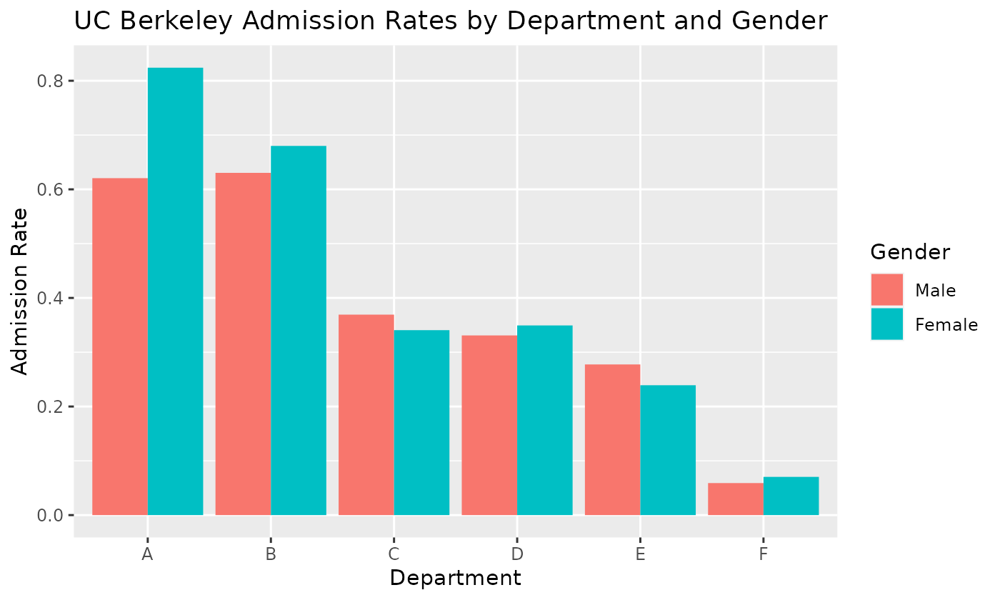 UC Berkeley Admission Rates by Department and Gender
Admission Rate
0.8
0.6
0.4
0.2
0.0
A B C D E F
Department
Gender
Male
Female